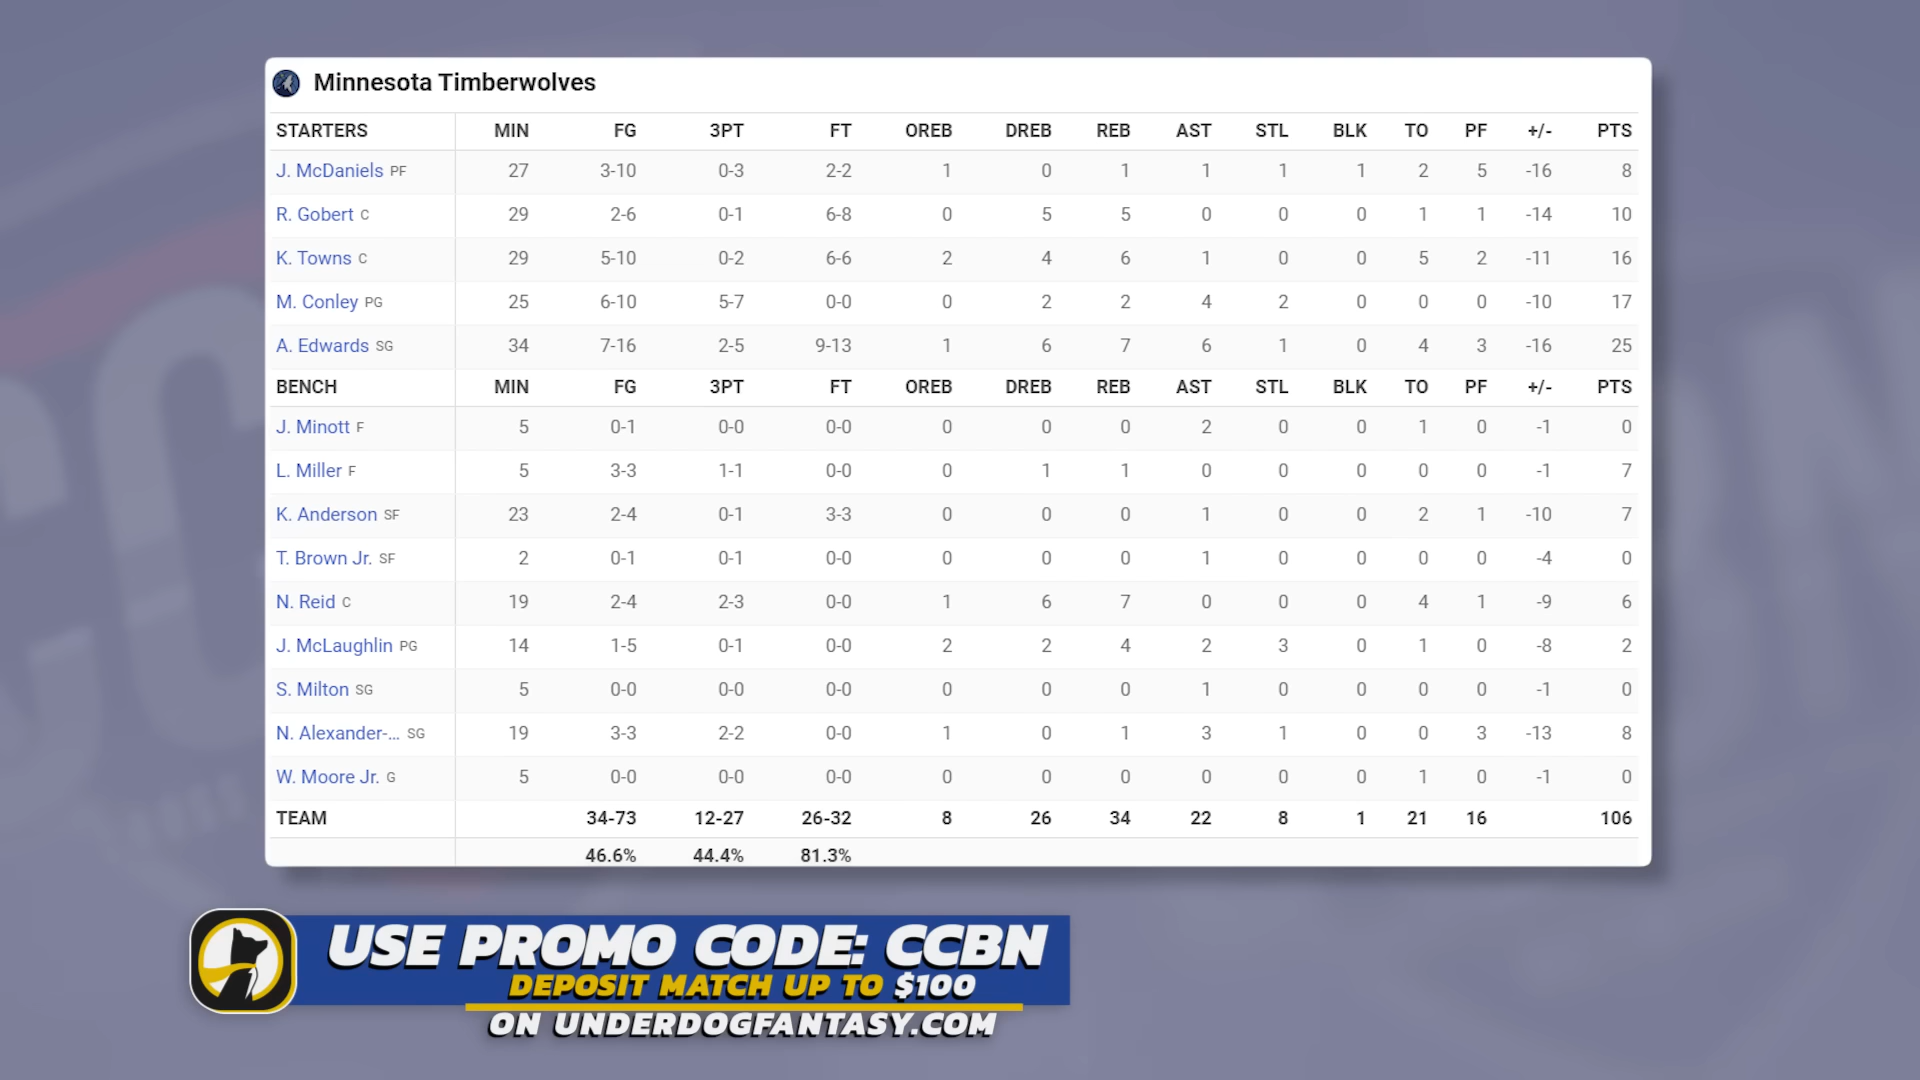 Minnesota Timberwolves
STARTERS MIN FG 3PT FT OREB DREB REB AST STL BLK TO PF +/- PTS
J. McDaniels PF 27 3-10 0-3 2-2 1 0 1 1 1 1 2 5 -16 8
R. Gobert C 29 2-6 0-1 6-8 0 5 5 0 0 0 1 1 -14 10
K. Towns C 29 5-10 0-2 6-6 2 4 6 1 0 0 5 2 -11 16
M. Conley PG 25 6-10 5-7 0-0 0 2 2 4 2 0 0 0 -10 17
A. Edwards SG 34 7-16 2-5 9-13 1 6 7 6 1 0 4 3 -16 25
BENCH MIN FG 3PT FT OREB DREB REB AST STL BLK TO PF +/- PTS
J. Minott F 5 0-1 0-0 0-0 0 0 0 2 0 0 1 0 -1 0
L. Miller F 5 3-3 1-1 0-0 0 1 1 0 0 0 0 0 -1 7
K. Anderson SF 23 2-4 0-1 3-3 0 0 0 1 0 0 2 1 -10 7
T. Brown Jr. SF 2 0-1 0-1 0-0 0 0 0 1 0 0 0 0 -4 0
N. Reid C 19 2-4 2-3 0-0 1 6 7 0 0 0 4 1 -9 6
J. McLaughlin PG 14 1-5 0-1 0-0 2 2 4 2 3 0 1 0 -8 2
S. Milton SG 5 0-0 0-0 0-0 0 0 0 1 0 0 0 0 -1 0
N. Alexander-... SG 19 3-3 2-2 0-0 1 0 1 3 1 0 0 3 -13 8
W. Moore Jr. G 5 0-0 0-0 0-0 0 0 0 0 0 0 1 0 -1 0
TEAM 34-73 12-27 26-32 8 26 34 22 8 1 21 16 106
46.6% 44.4% 81.3%
USE PROMO CODE: CCBN
DEPOSIT MATCH UP TO $100
ON UNDERDOGFANTASY.COM